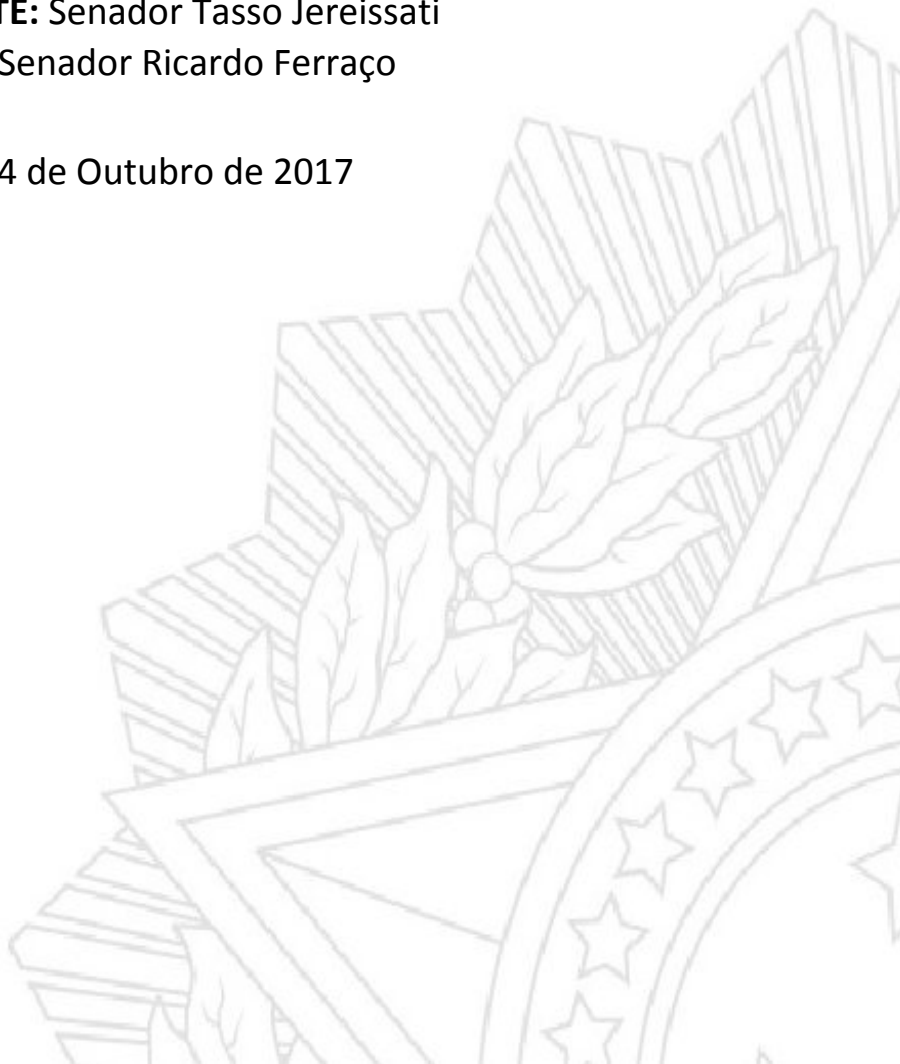 TE: Senador Tasso Jereissati
Senador Ricardo Ferraço
4 de Outubro de 2017